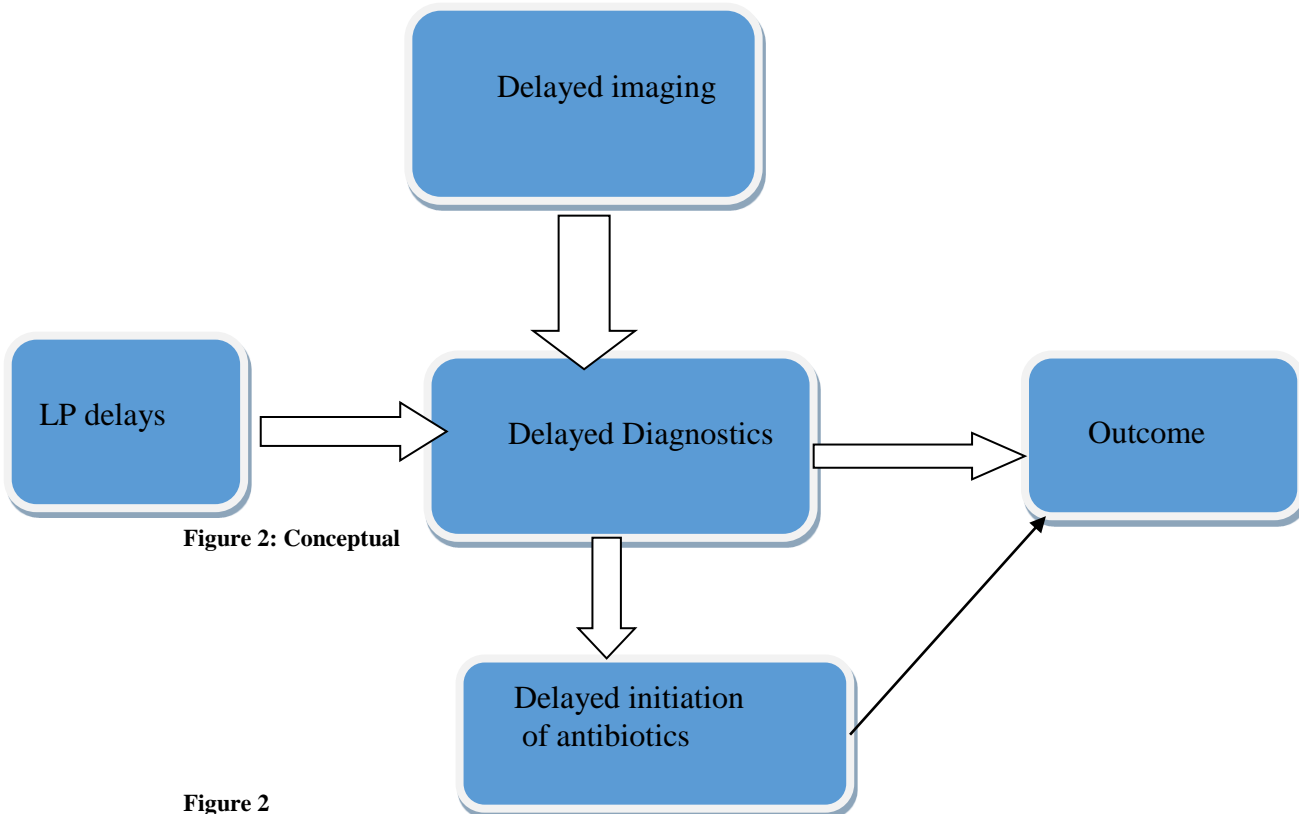 Delayed imaging
LP delays
Delayed Diagnostics
Outcome
Figure 2: Conceptual
Delayed initiation
of antibiotics
Figure 2